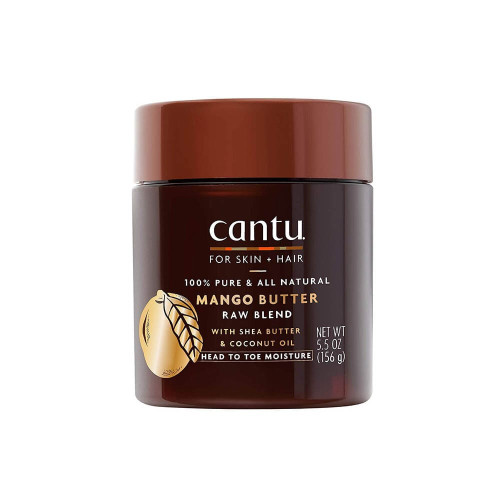 cantu.
FOR SKIN + HAIR
100% PURE & ALL NATURAL
MANGO BUTTER
RAW BLEND
WITH SHEA BUTTER
& COCONUT OIL
HEAD TO TOE MOISTURE
NET WT
5.5 OZ
(156 g)